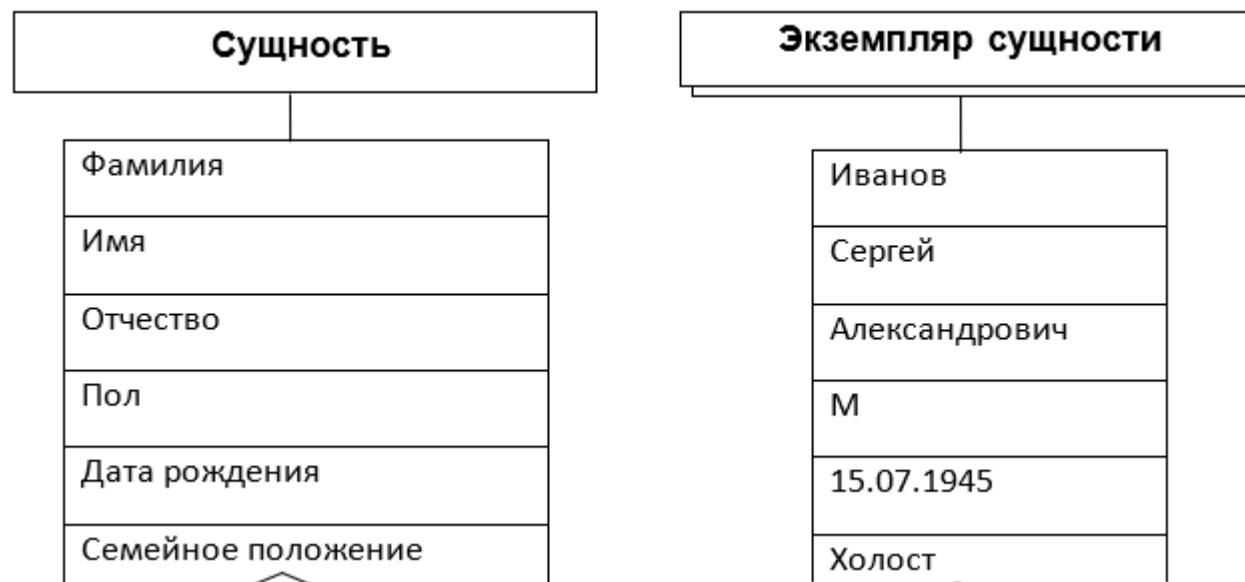 Сущность
Фамилия
Имя
Отчество
Пол
Дата рождения
Семейное положение
Экземпляр сущности
Иванов
Сергей
Александрович
М
15.07.1945
Холост